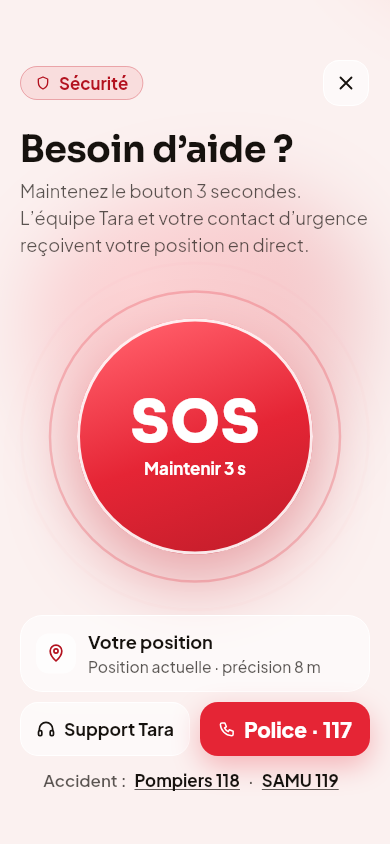 Sécurité
Besoin d’aide ?
Maintenez le bouton 3 secondes.
L’équipe Tara et votre contact d’urgence
reçoivent votre position en direct.
SOS
Maintenir 3 s
Votre position
Position actuelle · précision 8 m
Support Tara
Police · 117
Accident : Pompiers 118 · SAMU 119